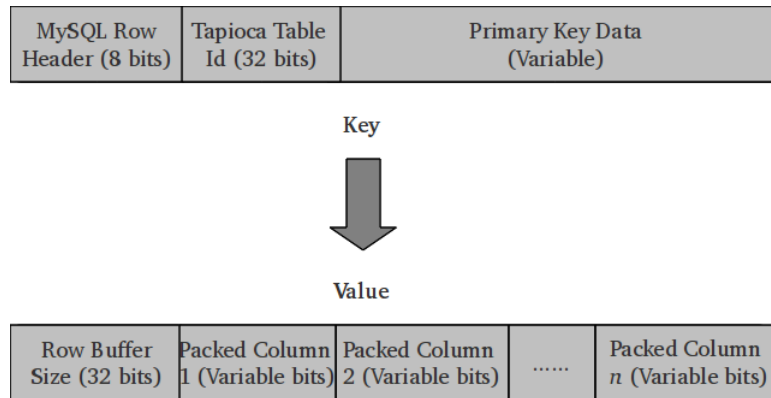 MySQL Row
Header (8 bits)
Tapioca Table
Id (32 bits)
Primary Key Data
(Variable)
Key
Value
Row Buffer
Size (32 bits)
Packed Column
1 (Variable bits)
Packed Column
2 (Variable bits)
......
Packed Column
n (Variable bits)